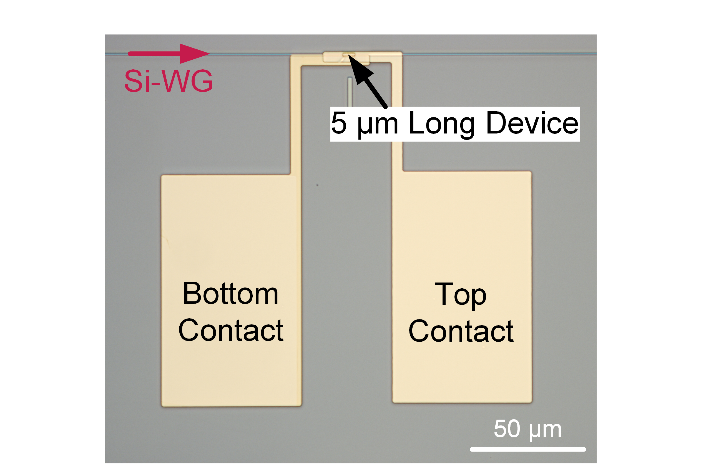 Si-WG
5 µm Long Device
Bottom
Contact
Top
Contact
50 µm